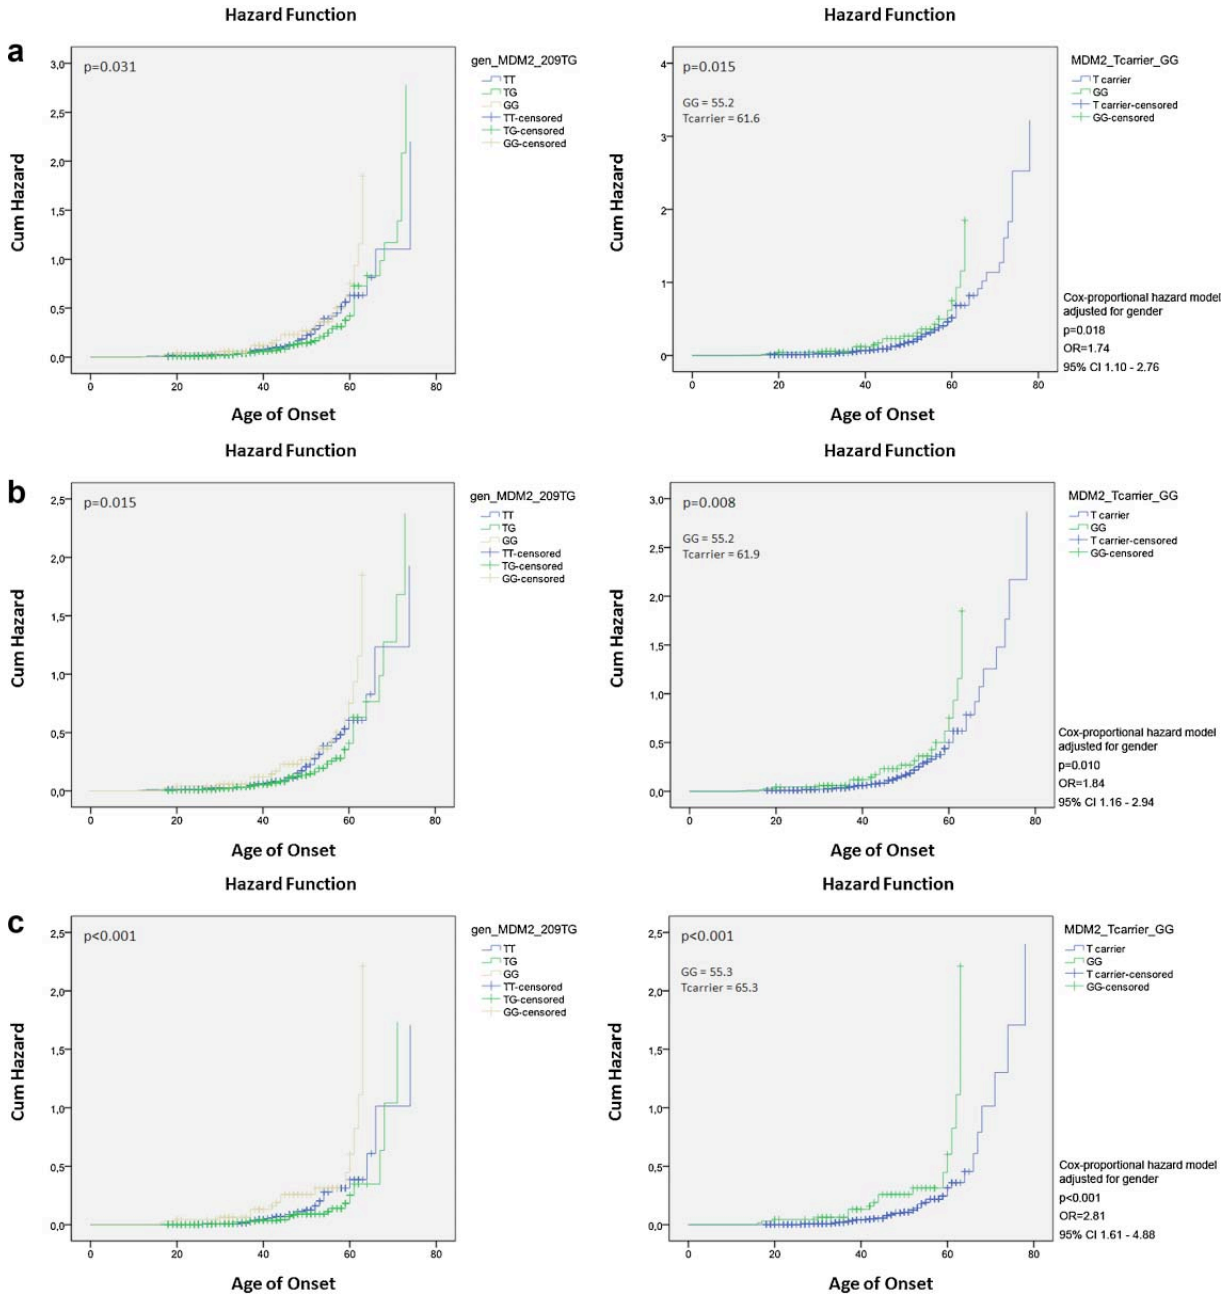 Hazard Function
a
p=0.031
3,0
2,5
2,0
1,5
1,0
0,5
0,0
Cum Hazard
0 20 40 60 80
Age of Onset
gen_MDM2_209TG
TT
TG
GG
TT-censored
TG-censored
GG-censored
Hazard Function
p=0.015
GG = 55.2
Tcarrier = 61.6
4
3
2
1
0
Cum Hazard
0 20 40 60 80
Age of Onset
MDM2_Tcarrier_GG
T carrier
GG
T carrier-censored
GG-censored
Cox-proportional hazard model
adjusted for gender
p=0.018
OR=1.74
95% CI 1.10 - 2.76
Hazard Function
b
p=0.015
2,5
2,0
1,5
1,0
0,5
0,0
Cum Hazard
0 20 40 60 80
Age of Onset
gen_MDM2_209TG
TT
TG
GG
TT-censored
TG-censored
GG-censored
Hazard Function
p=0.008
GG = 55.2
Tcarrier = 61.9
3,0
2,5
2,0
1,5
1,0
0,5
0,0
Cum Hazard
0 20 40 60 80
Age of Onset
MDM2_Tcarrier_GG
T carrier
GG
T carrier-censored
GG-censored
Cox-proportional hazard model
adjusted for gender
p=0.010
OR=1.84
95% CI 1.16 - 2.94
Hazard Function
c
p<0.001
2,5
2,0
1,5
1,0
0,5
0,0
Cum Hazard
0 20 40 60 80
Age of Onset
gen_MDM2_209TG
TT
TG
GG
TT-censored
TG-censored
GG-censored
Hazard Function
p<0.001
GG = 55.3
Tcarrier = 65.3
2,5
2,0
1,5
1,0
0,5
0,0
Cum Hazard
0 20 40 60 80
Age of Onset
MDM2_Tcarrier_GG
T carrier
GG
T carrier-censored
GG-censored
Cox-proportional hazard model
adjusted for gender
p<0.001
OR=2.81
95% CI 1.61 - 4.88